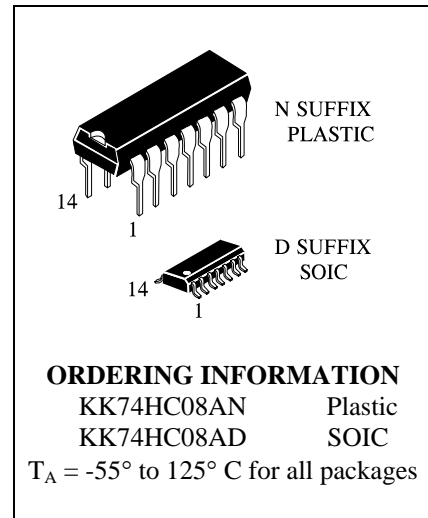 N SUFFIX
PLASTIC
14
1
D SUFFIX
SOIC
14
1
ORDERING INFORMATION
KK74HC08AN Plastic
KK74HC08AD SOIC
TA = -55° to 125° C for all packages